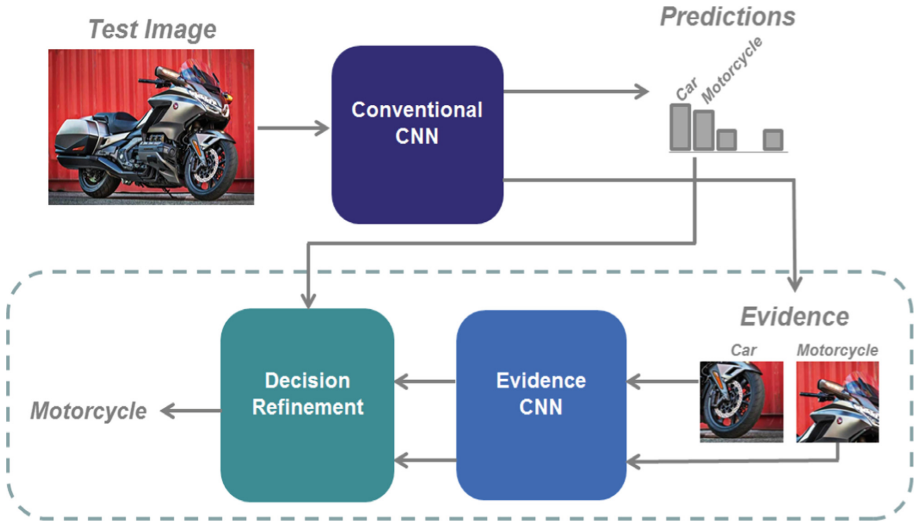 Test Image
Predictions
Car
Motorcycle
Conventional
CNN
Evidence
Car
Motorcycle
Decision
Refinement
Evidence
CNN
Motorcycle